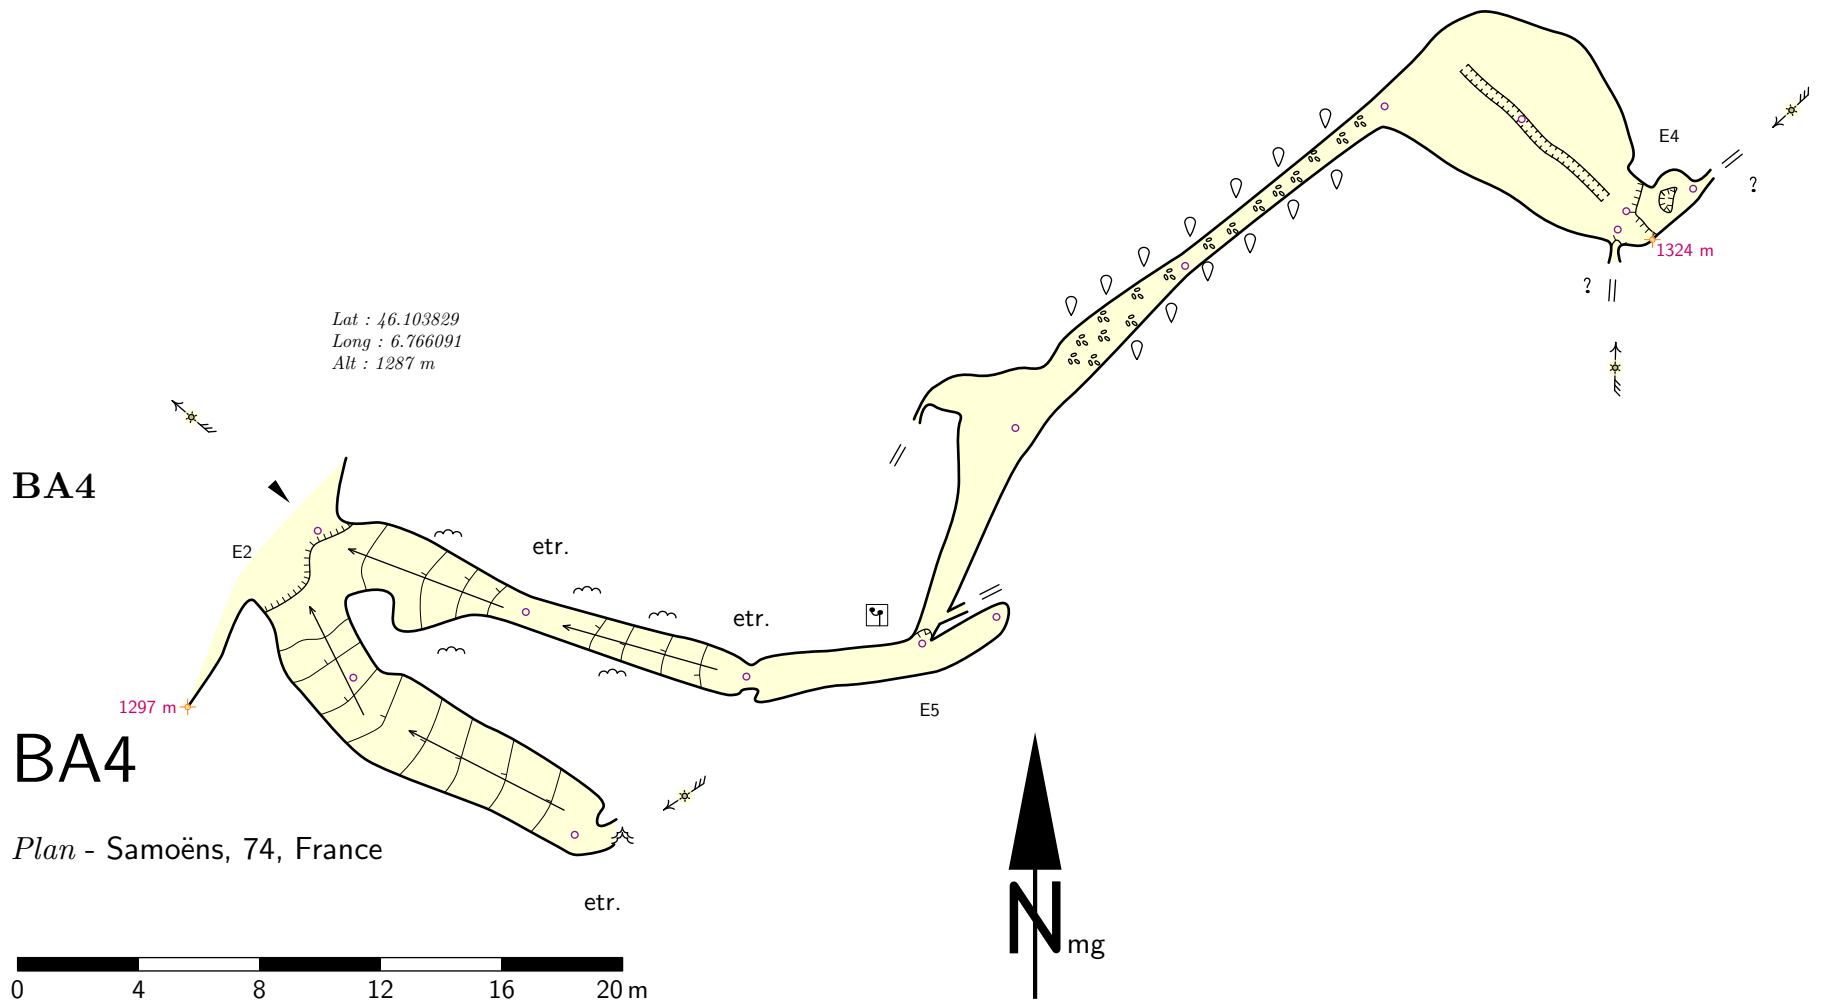 E4
?
1324 m
?
Lat : 46.103829
Long : 6.766091
Alt : 1287 m
BA4
etr.
E2
etr.
1297 m
E5
BA4
Plan - Samoëns, 74, France
etr.
N mg
0 4 8 12 16 20 m